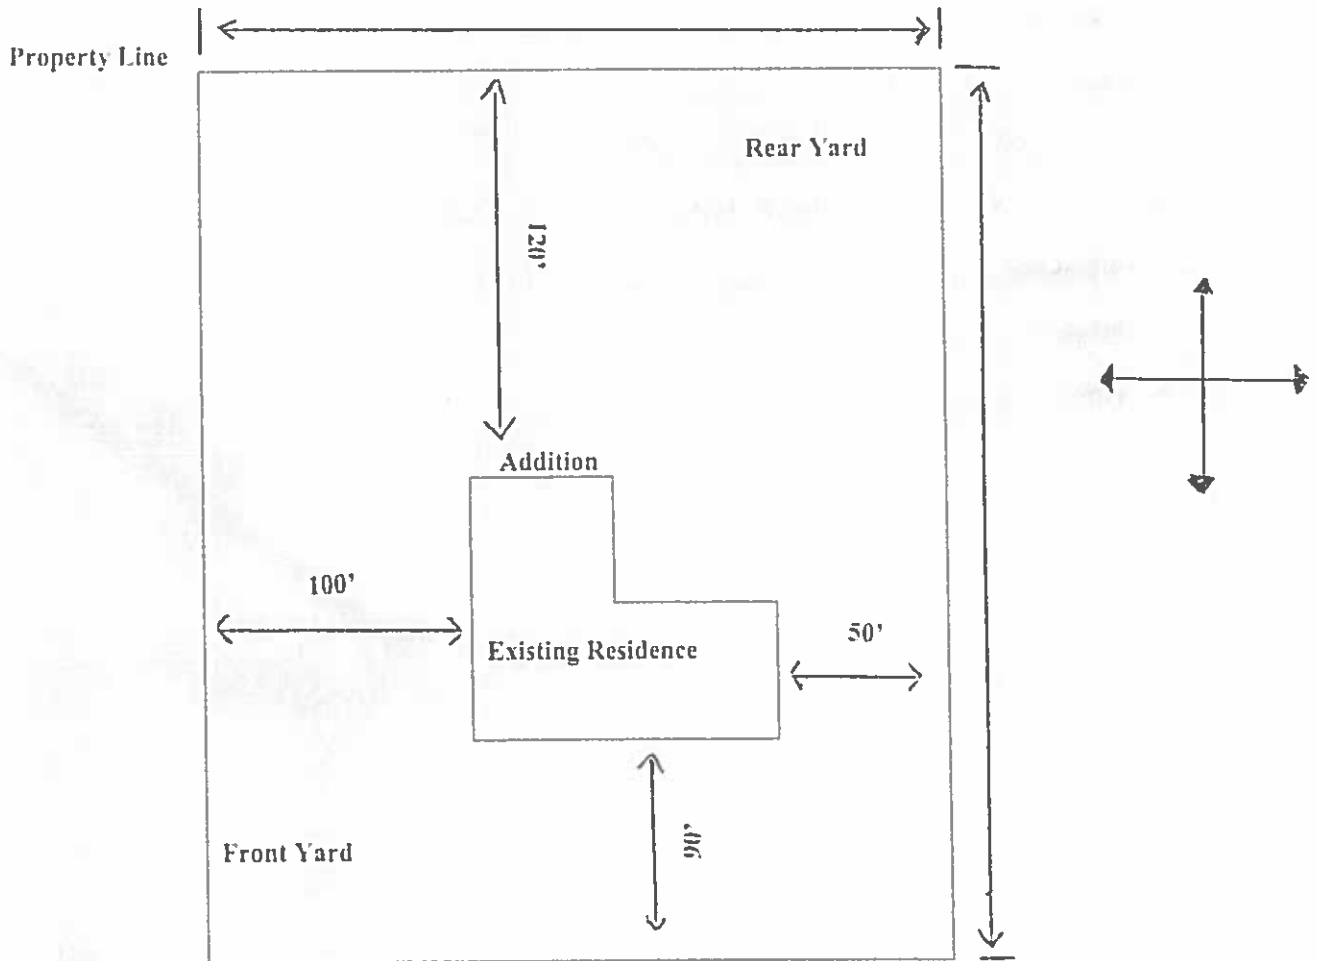 Property Line
Rear Yard
120'
Addition
100'
50'
Existing Residence
90'
Front Yard